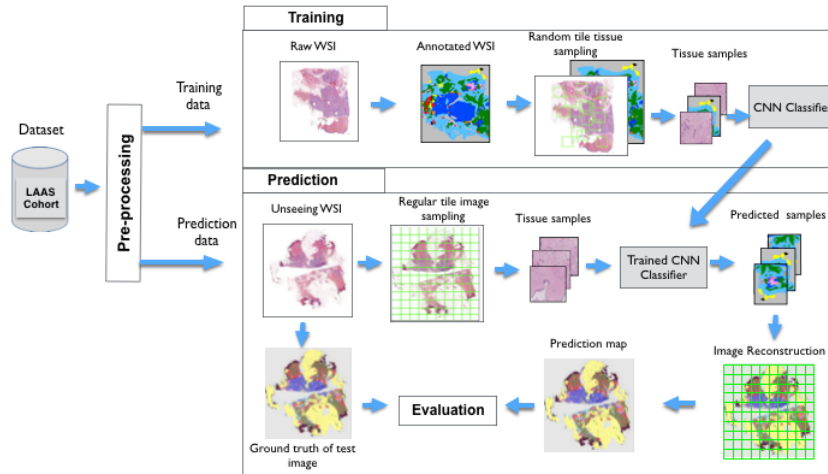 Training
Raw WSI
Annotated WSI
Random tile tissue
sampling
Tissue samples
CNN Classifier
Training
data
Dataset
LAAS
Cohort
Pre-processing
Prediction
data
Prediction
Unseeing WSI
Regular tile image
sampling
Tissue samples
Trained CNN
Classifier
Predicted samples
Ground truth of test
image
Evaluation
Prediction map
Image Reconstruction